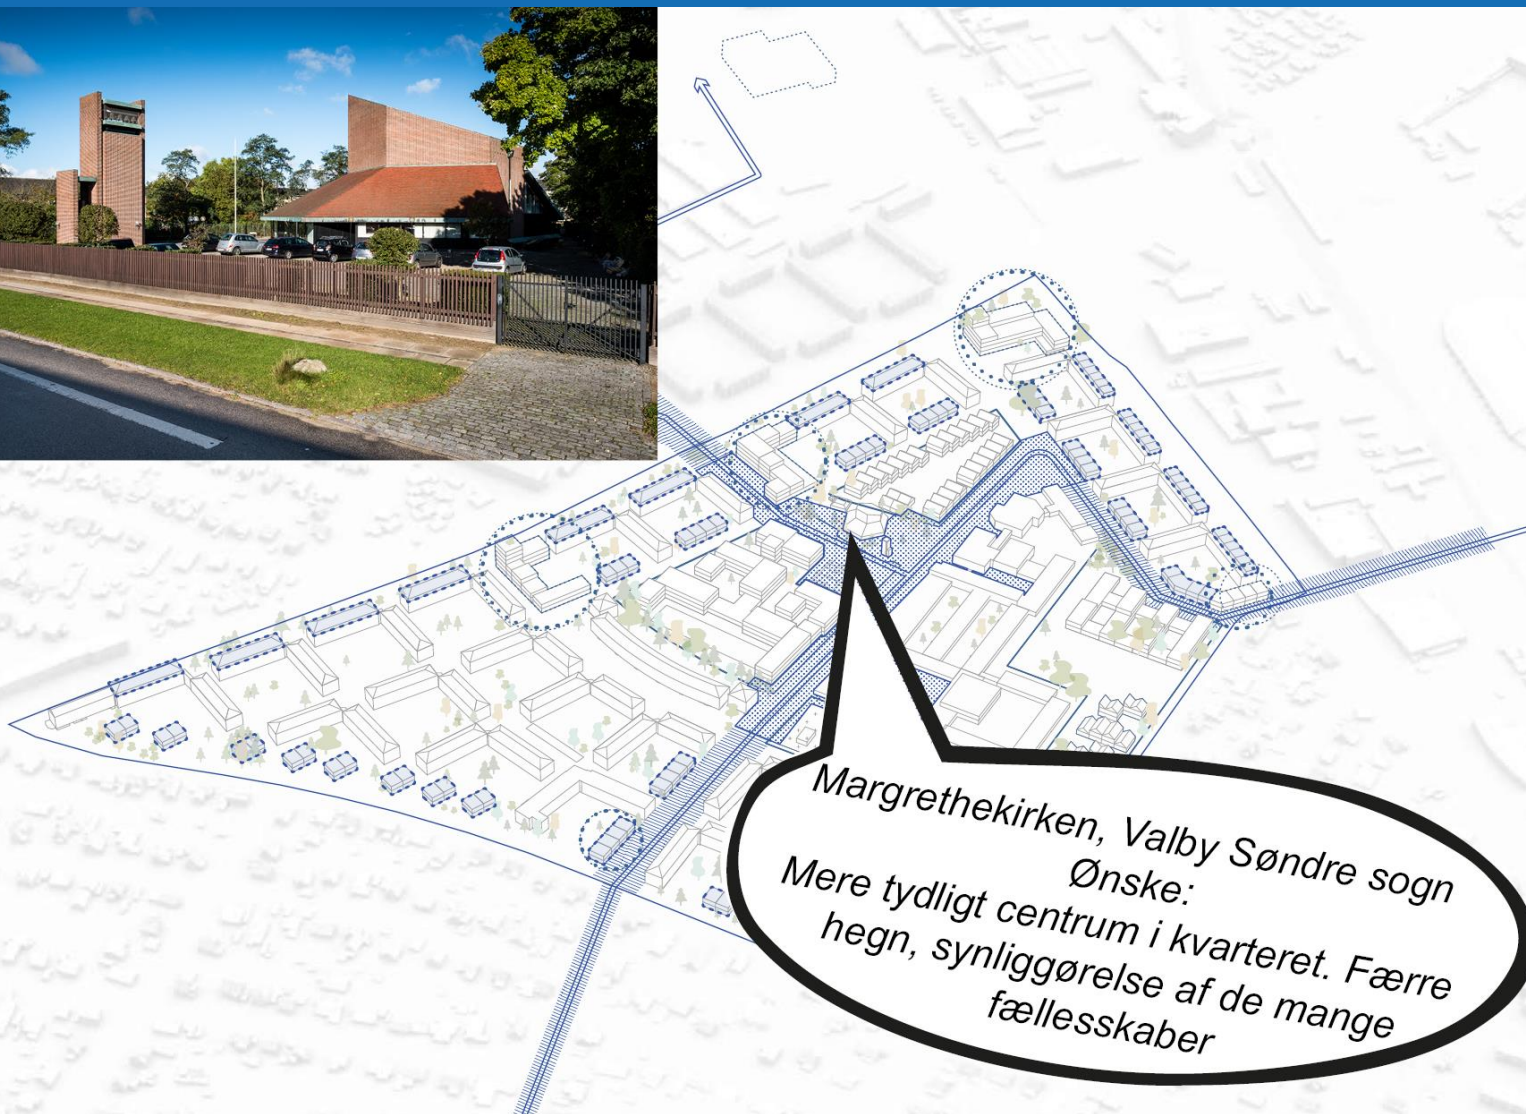 Margrethekirken, Valby Søndre sogn
Ønske:
Mere tydligt centrum i kvarteret. Færre
hegn, synliggørelse af de mange
fællesskaber